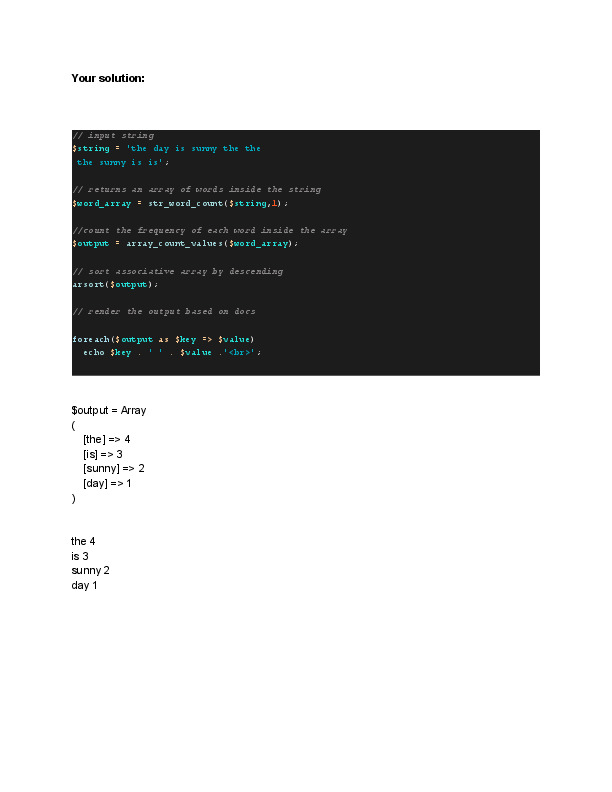 Your solution:
// input string
$string = 'the day is sunny the the
 the sunny is is';
// returns an array of words inside the string
$word_array = str_word_count($string,1);
//count the frequency of each word inside the array
$output = array_count_values($word_array);
// sort associative array by descending
arsort($output);
// render the output based on docs
foreach($output as $key => $value)
  echo $key . ' ' . $value .'<br>';
$output = Array
(
    [the] => 4
    [is] => 3
    [sunny] => 2
    [day] => 1
)
the 4
is 3
sunny 2
day 1